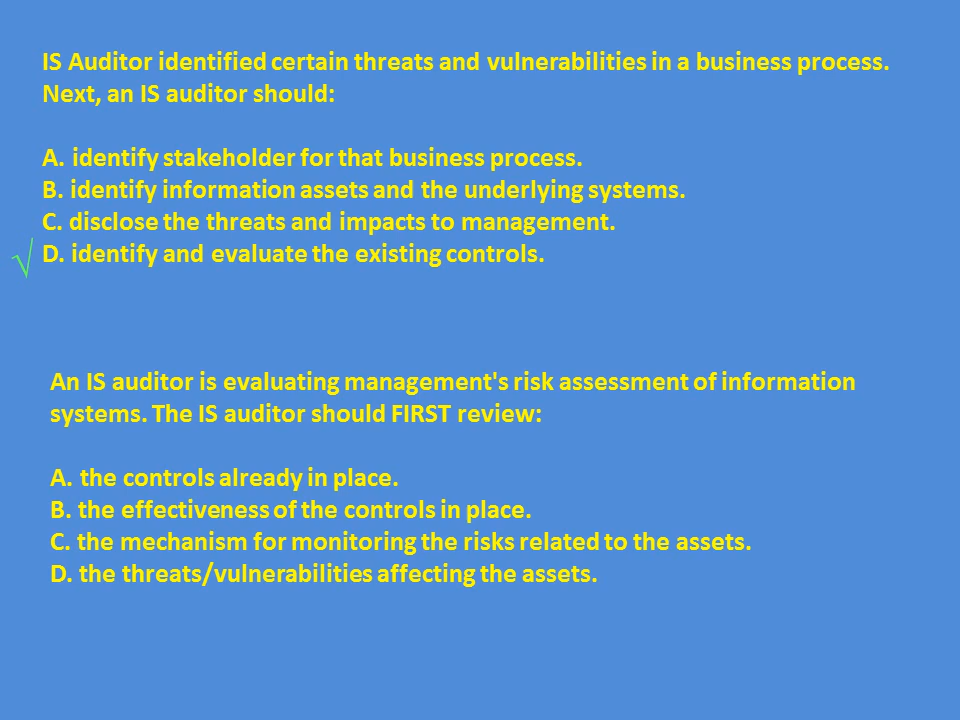 IS Auditor identified certain threats and vulnerabilities in a business process.
Next, an IS auditor should:
A. identify stakeholder for that business process.
B. identify information assets and the underlying systems.
C. disclose the threats and impacts to management.
√ D. identify and evaluate the existing controls.
An IS auditor is evaluating management's risk assessment of information
systems. The IS auditor should FIRST review:
A. the controls already in place.
B. the effectiveness of the controls in place.
C. the mechanism for monitoring the risks related to the assets.
D. the threats/vulnerabilities affecting the assets.